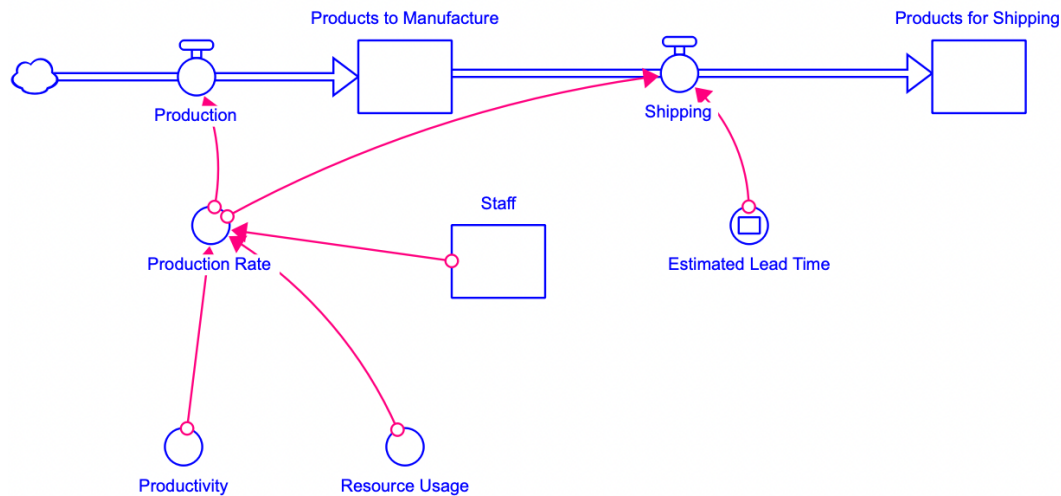 Products to Manufacture
Products for Shipping
Production
Shipping
Staff
Production Rate
Estimated Lead Time
Productivity
Resource Usage